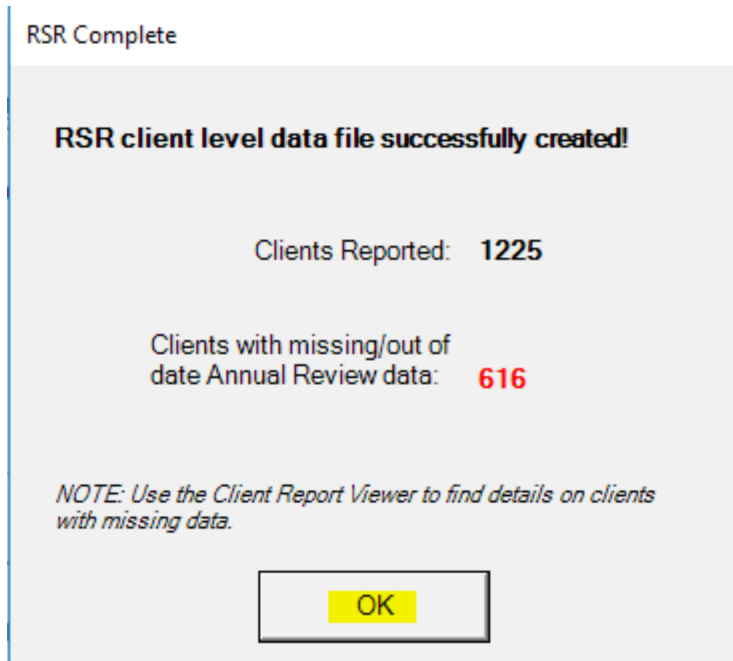 RSR Complete
RSR client level data file successfully created!
Clients Reported: 1225
Clients with missing/out of
date Annual Review data: 616
NOTE: Use the Client Report Viewer to find details on clients
with missing data.
OK